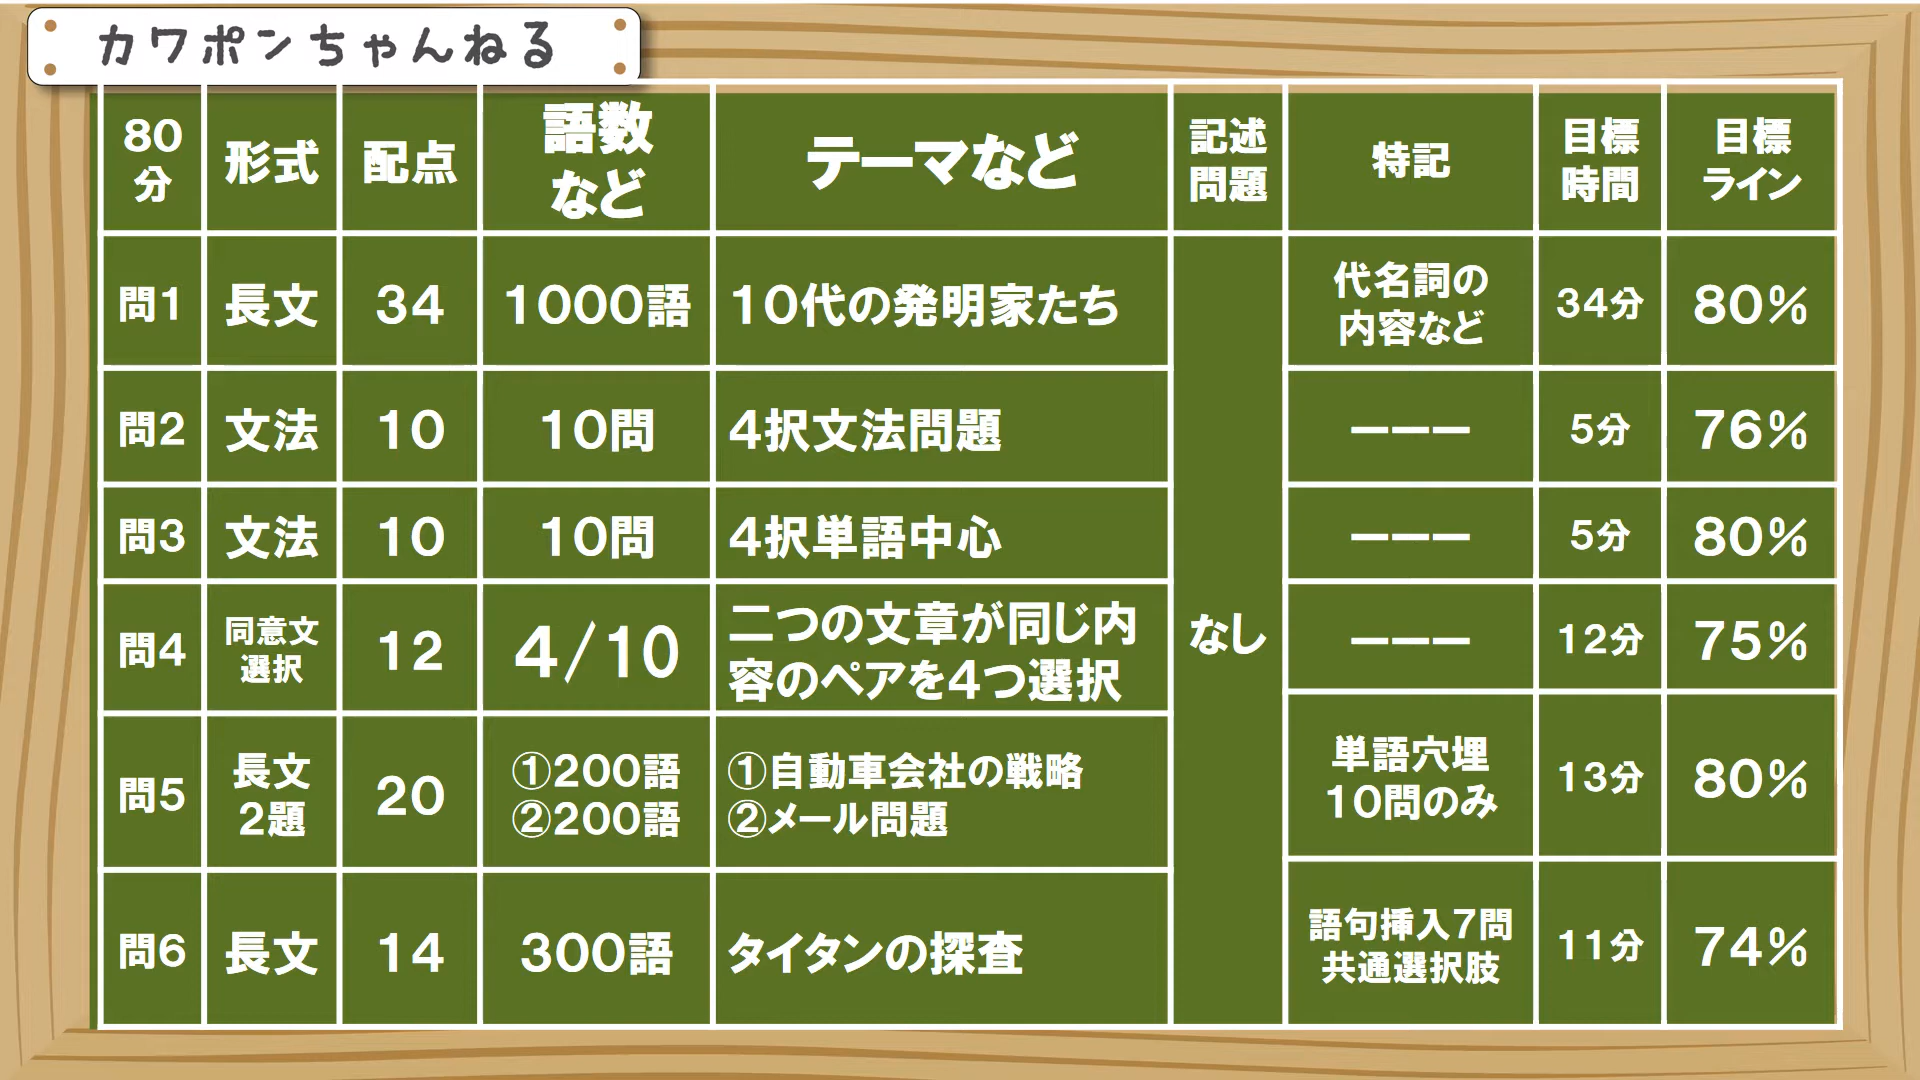 カワポンちゃんねる
80
分
形式
配点
語数
など
テーマなど
記述
問題
特記
目標
時間
目標
ライン
問1
長文
34
1000語
10代の発明家たち
代名詞の
内容など
34分
80%
問2
文法
10
10問
4択文法問題
ーーー
5分
76%
問3
文法
10
10問
4択単語中心
ーーー
5分
80%
問4
同意文
選択
12
4/10
二つの文章が同じ内
容のペアを4つ選択
なし
ーーー
12分
75%
問5
長文
2題
20
①200語
②200語
①自動車会社の戦略
②メール問題
単語穴埋
10問のみ
13分
80%
問6
長文
14
300語
タイタンの探査
語句挿入7問
共通選択肢
11分
74%